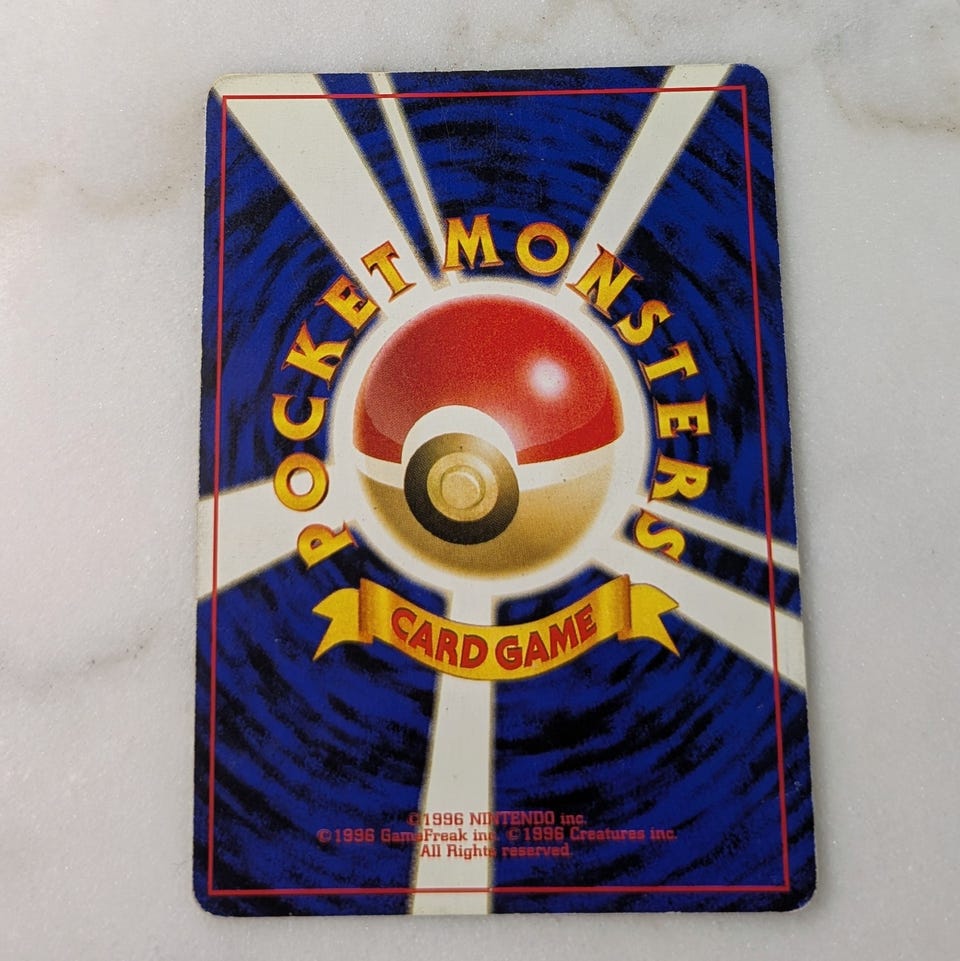 POCKET MONSTERS
CARD GAME
©1996 NINTENDO inc.
©1996 GameFreak inc. ©1996 Creatures inc.
All Rights reserved.